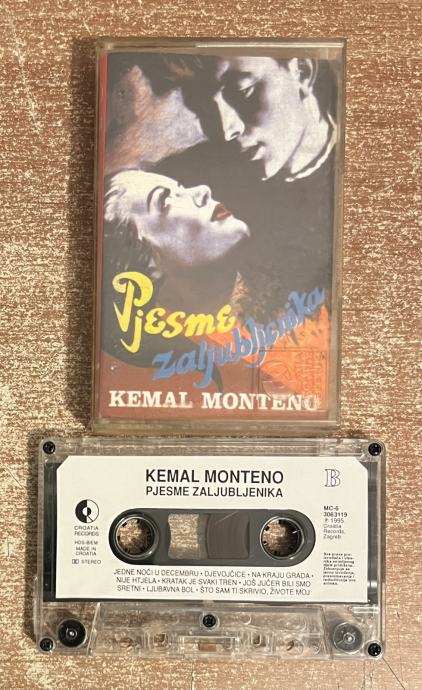 Pjesme
zaljubljenika
KEMAL MONTENO
KEMAL MONTENO
PJESME ZALJUBLJENIKA
B
CROATIA
RECORDS
HDS-BIEM
MADE IN
CROATIA
STEREO
MC-6
3063119
℗ 1995.
Croatia
Records,
Zagreb
JEDNE NOĆI U DECEMBRU • DJEVOJČICE • NA KRAJU GRADA •
NIJE HTJELA • KRATAK JE SVAKI TREN • JOŠ JUČER BILI SMO
SRETNI • LJUBAVNA BOL • ŠTO SAM TI SKRIVIO, ŽIVOTE MOJ